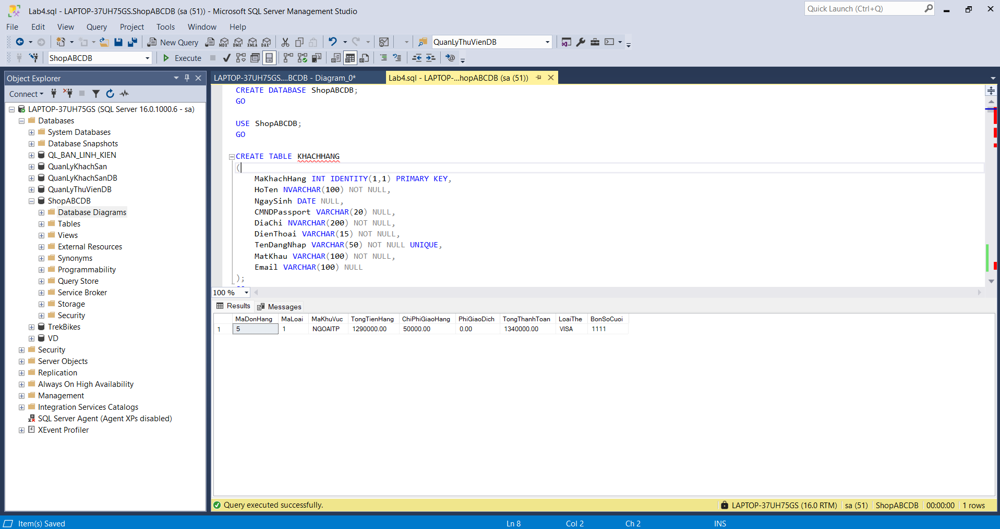 Lab4.sql - LAPTOP-37UH75GS.ShopABCDB (sa (51)) - Microsoft SQL Server Management Studio
Quick Launch (Ctrl+Q)
File Edit View Query Project Tools Window Help
New Query MDX DMX XMLA DAX QuanLyThuVienDB
ShopABCDB Execute
Object Explorer
Connect
LAPTOP-37UH75GS (SQL Server 16.0.1000.6 - sa)
Databases
System Databases
Database Snapshots
QL_BAN_LINH_KIEN
QuanLyKhachSan
QuanLyKhachSanDB
QuanLyThuVienDB
ShopABCDB
Database Diagrams
Tables
Views
External Resources
Synonyms
Programmability
Query Store
Service Broker
Storage
Security
TrekBikes
VD
Security
Server Objects
Replication
Always On High Availability
Management
Integration Services Catalogs
SQL Server Agent (Agent XPs disabled)
XEvent Profiler
LAPTOP-37UH75GS....BCDB - Diagram_0*
Lab4.sql - LAPTOP-...hopABCDB (sa (51))
CREATE DATABASE ShopABCDB;
GO
USE ShopABCDB;
GO
CREATE TABLE KHACHHANG
(
MaKhachHang INT IDENTITY(1,1) PRIMARY KEY,
HoTen NVARCHAR(100) NOT NULL,
NgaySinh DATE NULL,
CMNDPassport VARCHAR(20) NULL,
DiaChi NVARCHAR(200) NOT NULL,
DienThoai VARCHAR(15) NOT NULL,
TenDangNhap VARCHAR(50) NOT NULL UNIQUE,
MatKhau VARCHAR(100) NOT NULL,
Email VARCHAR(100) NULL
);
100 %
Results Messages
MaDonHang MaLoai MaKhuVuc TongTienHang ChiPhiGiaoHang PhiGiaoDich TongThanhToan LoaiThe BonSoCuoi
1 5 1 NGOAITP 1290000.00 50000.00 0.00 1340000.00 VISA 1111
Query executed successfully.
LAPTOP-37UH75GS (16.0 RTM) sa (51) ShopABCDB 00:00:00 1 rows
Item(s) Saved Ln 8 Col 2 Ch 2 INS